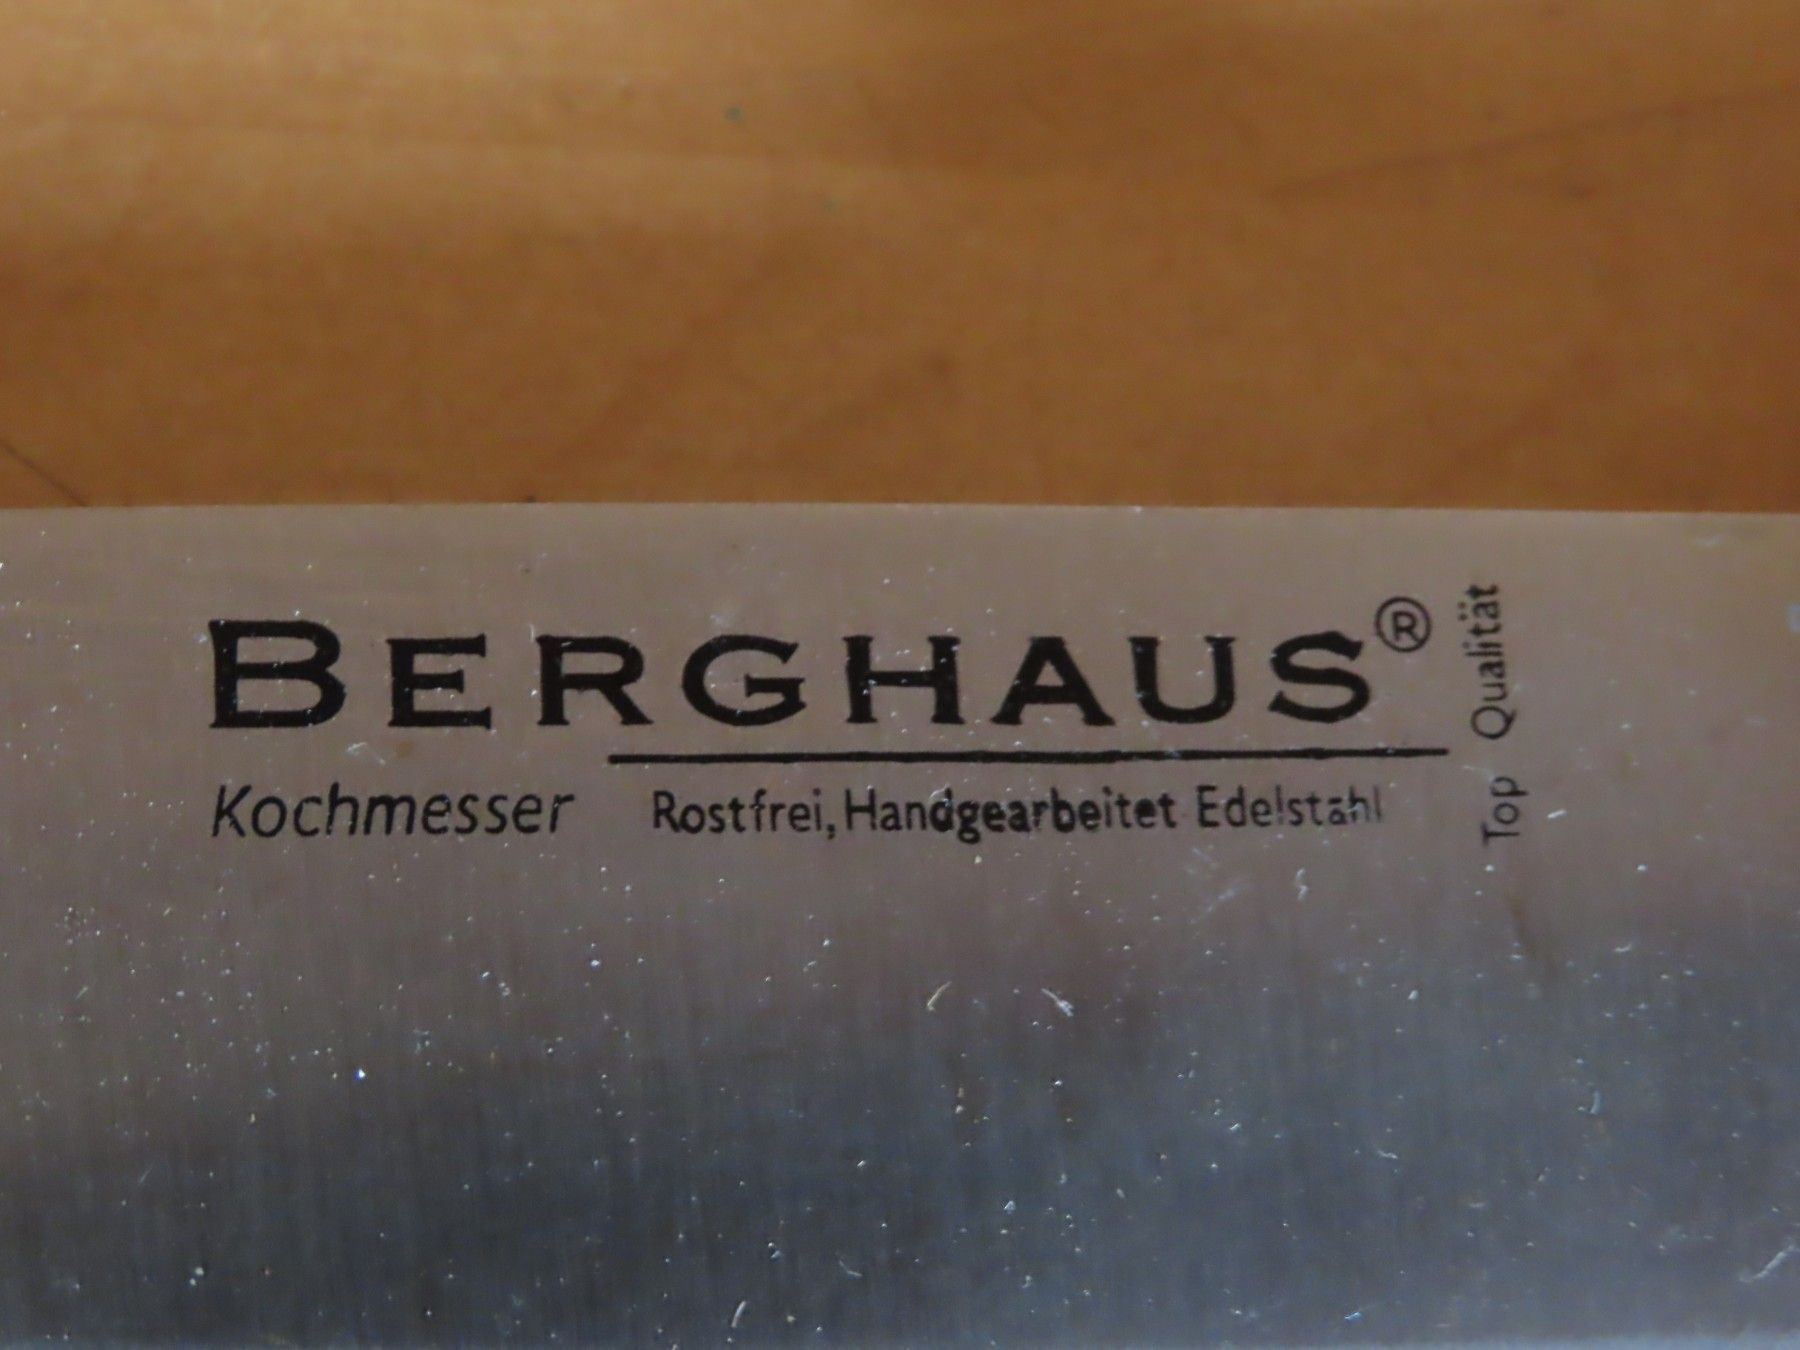 BERGHAUS®
Kochmesser Rostfrei, Handgearbeitet Edelstahl
Top Qualität